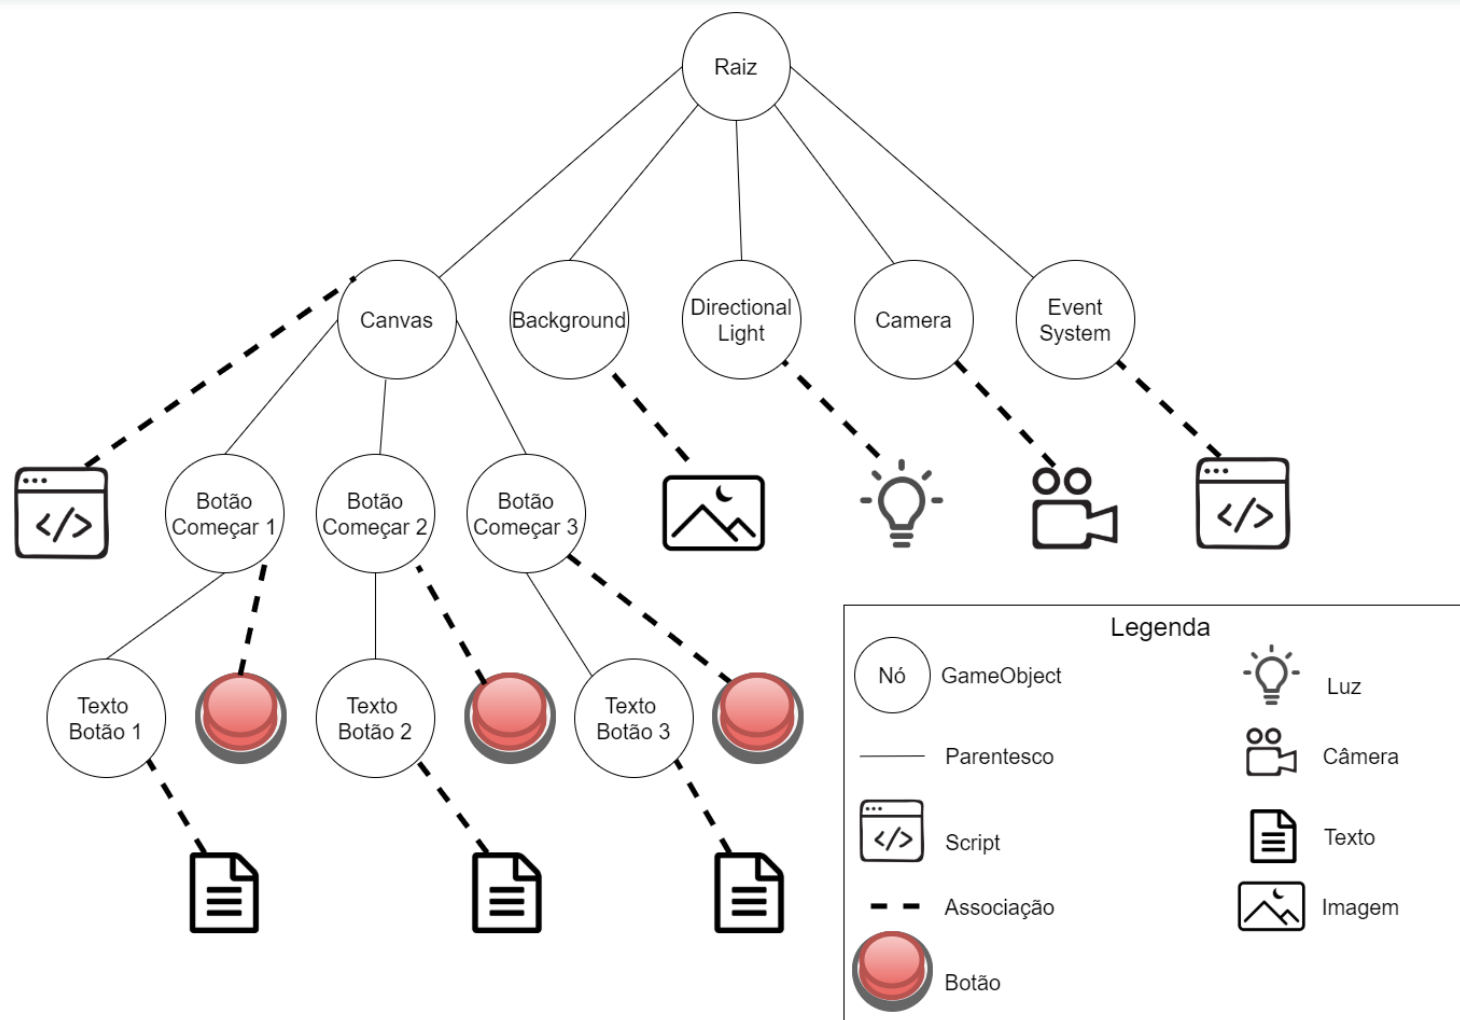 Raiz
Canvas
Background
Directional
Light
Camera
Event
System
Botão
Começar 1
Botão
Começar 2
Botão
Começar 3
Texto
Botão 1
Texto
Botão 2
Texto
Botão 3
Legenda
Nó
GameObject
Luz
Parentesco
Câmera
Script
Texto
Associação
Imagem
Botão